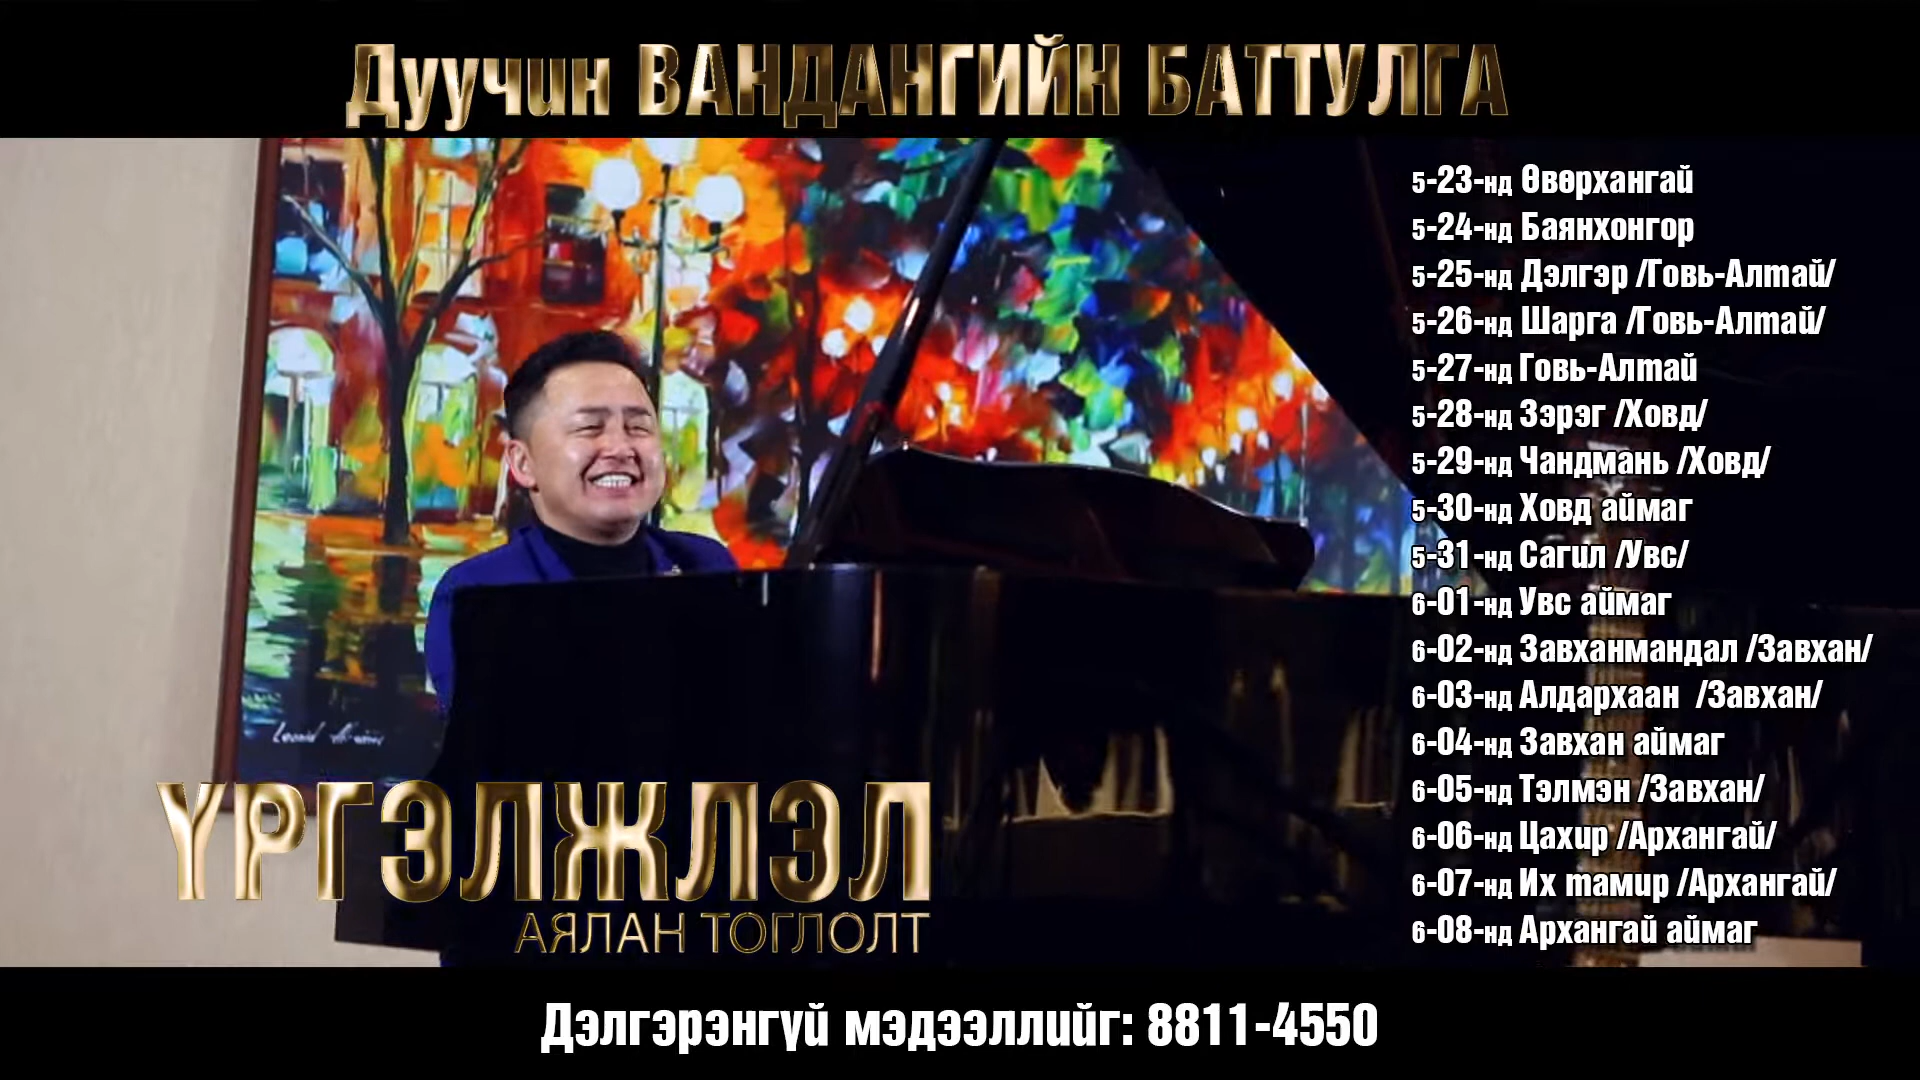 Дуучин ВАНДАНГИЙН БАТТУЛГА
5-23-нд Өвөрхангай
5-24-нд Баянхонгор
5-25-нд Дэлгэр /Говь-Алтай/
5-26-нд Шарга /Говь-Алтай/
5-27-нд Говь-Алтай
5-28-нд Зэрэг /Ховд/
5-29-нд Чандмань /Ховд/
5-30-нд Ховд аймаг
5-31-нд Сагил /Увс/
6-01-нд Увс аймаг
6-02-нд Завханмандал /Завхан/
6-03-нд Алдархаан /Завхан/
6-04-нд Завхан аймаг
6-05-нд Тэлмэн /Завхан/
6-06-нд Цахир /Архангай/
6-07-нд Их тамир /Архангай/
6-08-нд Архангай аймаг
Leonid
ҮРГЭЛЖЛЭЛ
АЯЛАН ТОГЛОЛТ
Дэлгэрэнгүй мэдээллийг: 8811-4550